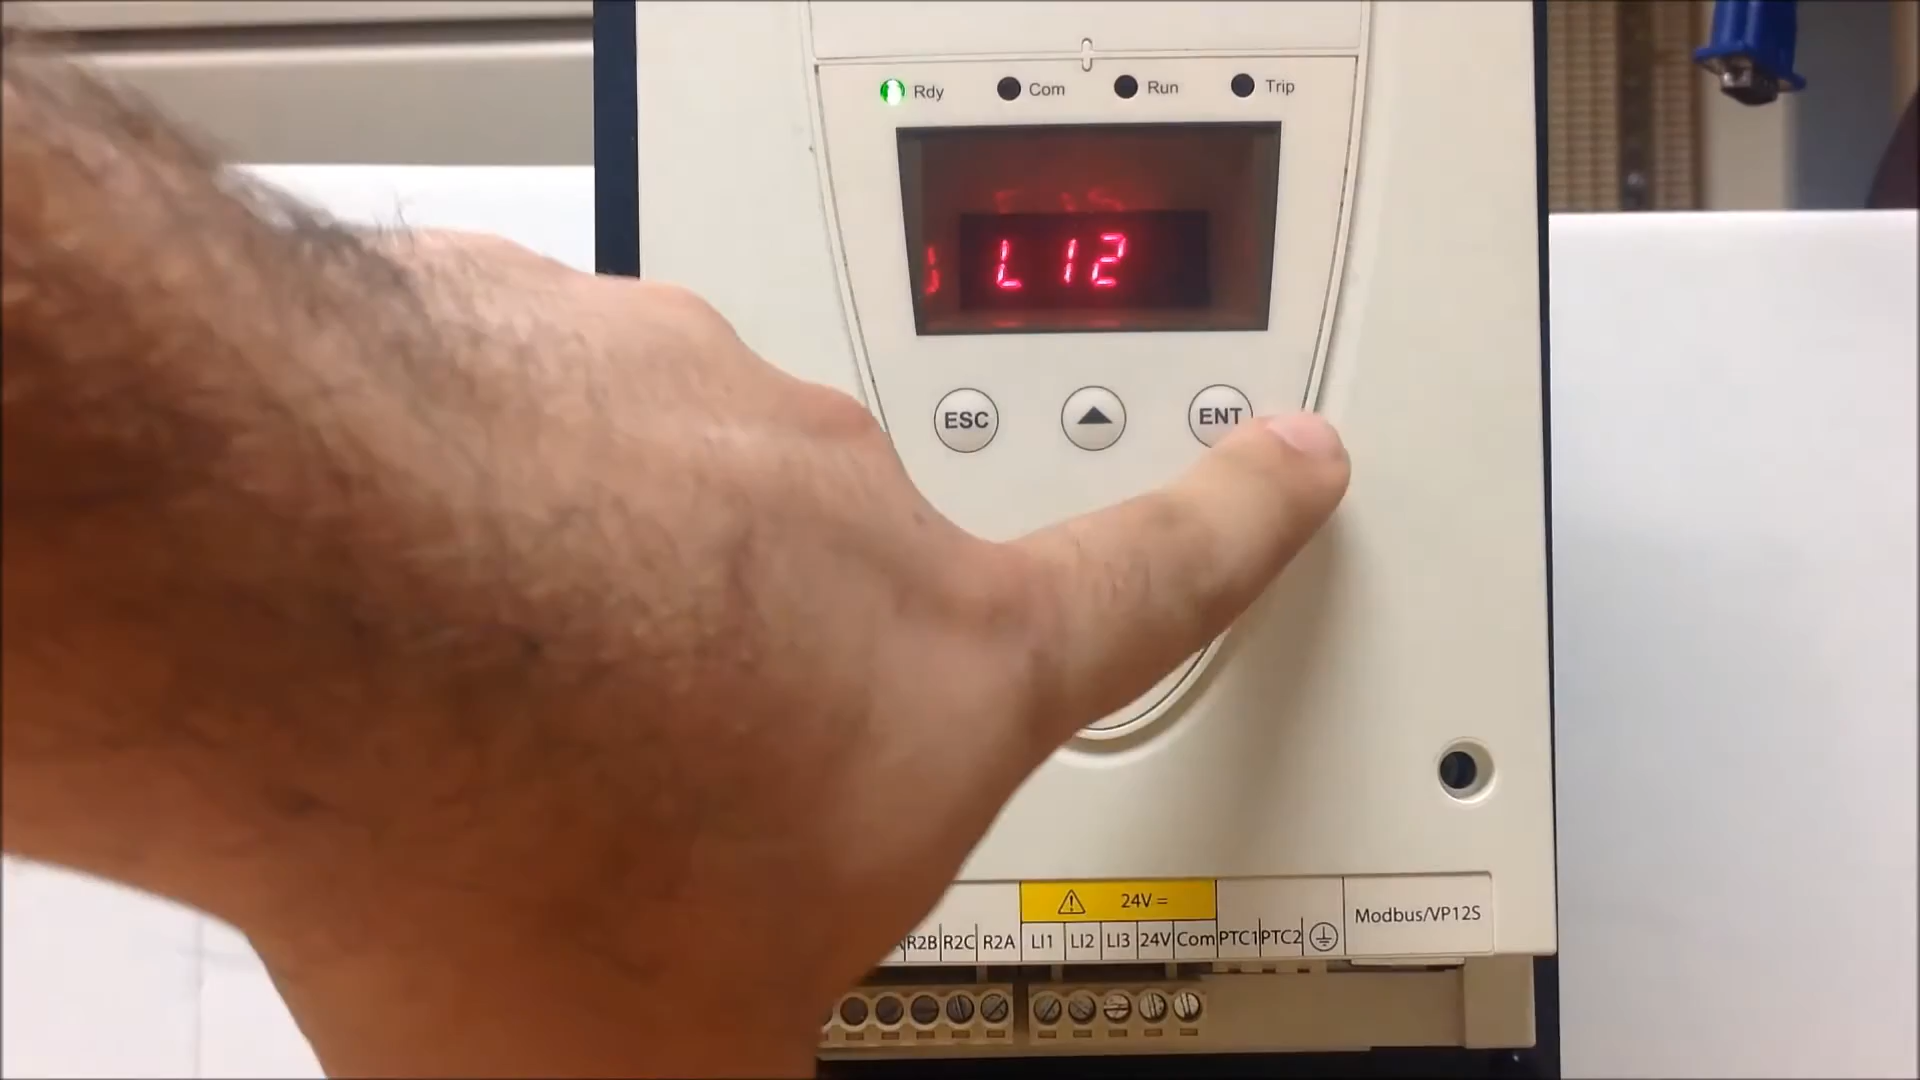 Rdy Com Run Trip
LI2
ESC ENT
24V =
R2B R2C R2A LI1 LI2 LI3 24V Com PTC1 PTC2
Modbus/VP12S